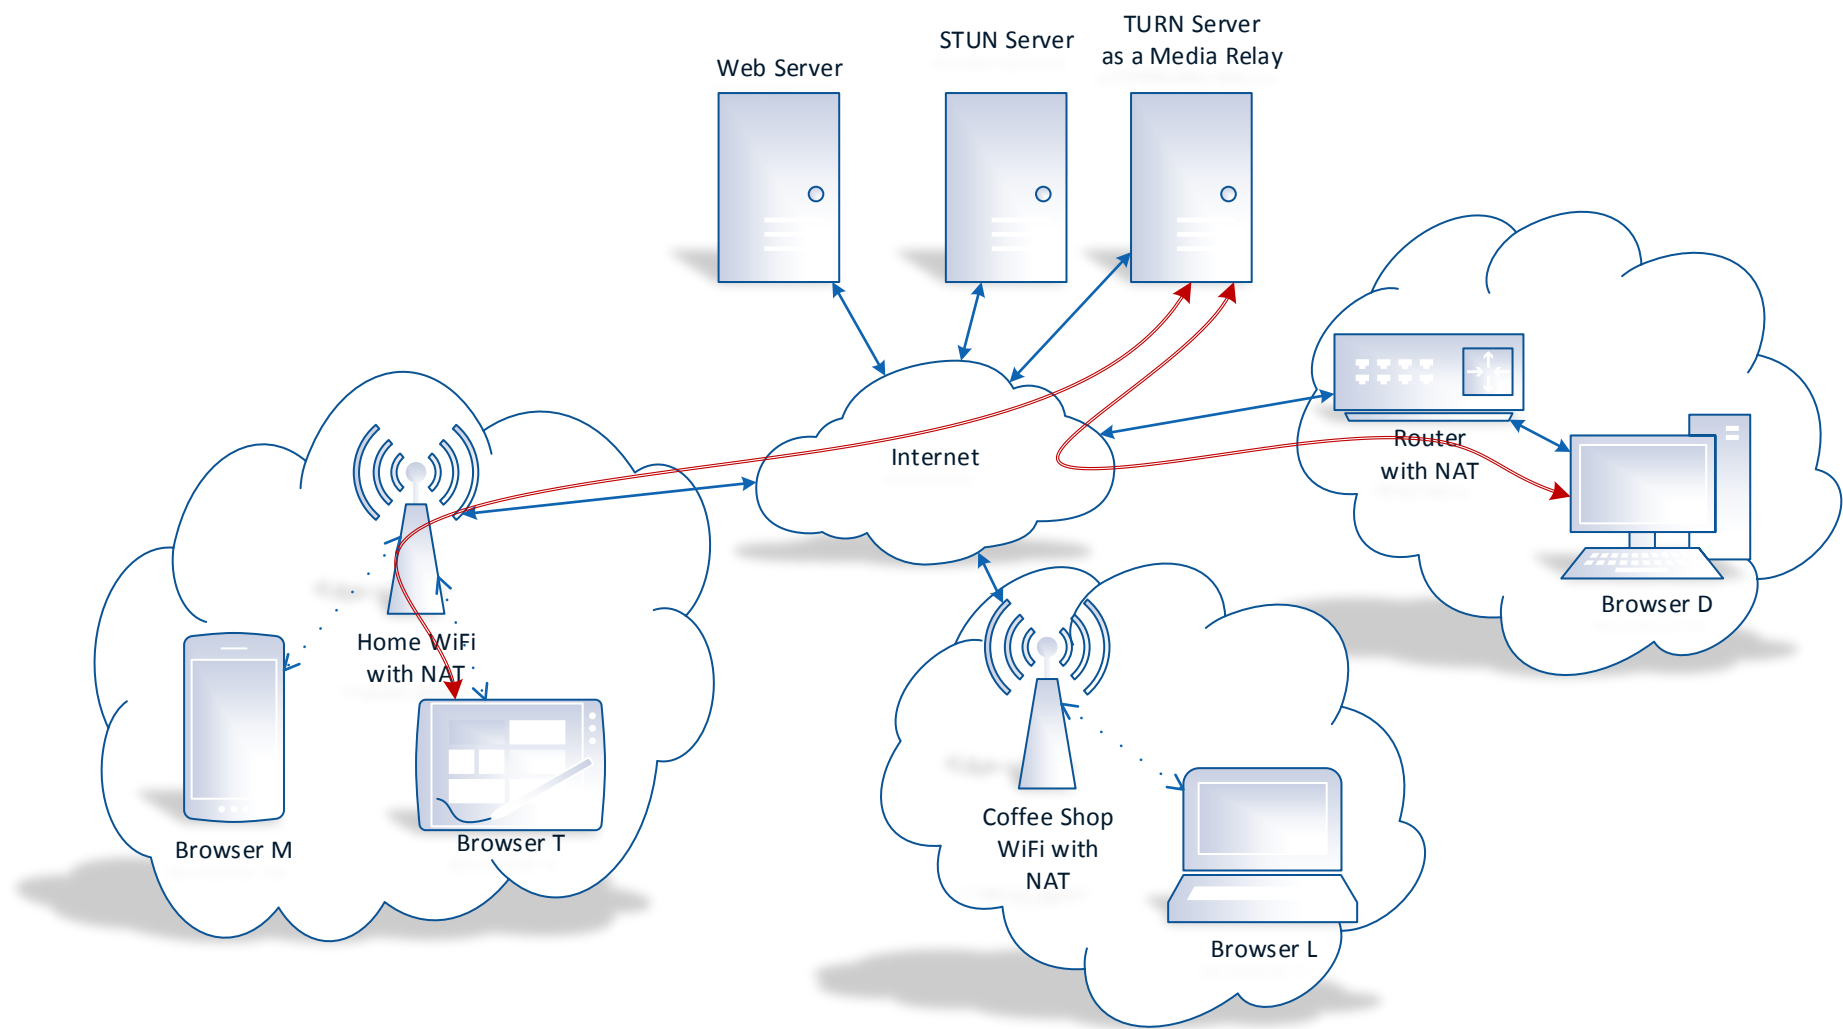 Web Server
STUN Server
TURN Server
as a Media Relay
Internet
Router
with NAT
Browser D
Home WiFi
with NAT
Browser M
Browser T
Coffee Shop
WiFi with
NAT
Browser L